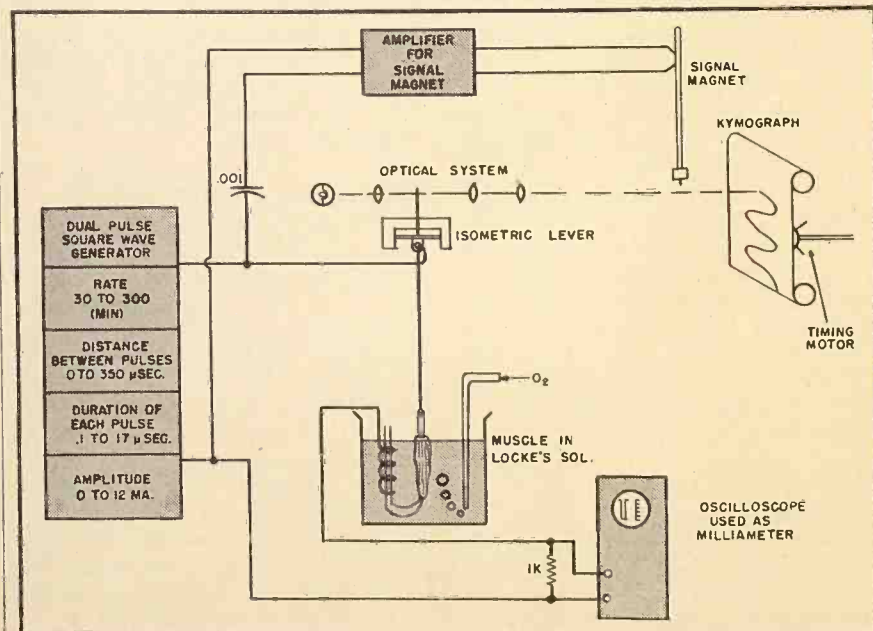 AMPLIFIER
FOR
SIGNAL
MAGNET
SIGNAL
MAGNET
KYMOGRAPH
.001
OPTICAL SYSTEM
ISOMETRIC LEVER
DUAL PULSE
SQUARE WAVE
GENERATOR
RATE
30 TO 300
(MIN)
DISTANCE
BETWEEN PULSES
0 TO 350 μSEC.
DURATION OF
EACH PULSE
.1 TO 17 μ SEC.
AMPLITUDE
0 TO 12 MA.
TIMING
MOTOR
O₂
MUSCLE IN
LOCKE'S SOL.
OSCILLOSCOPE
USED AS
MILLIAMETER
1K